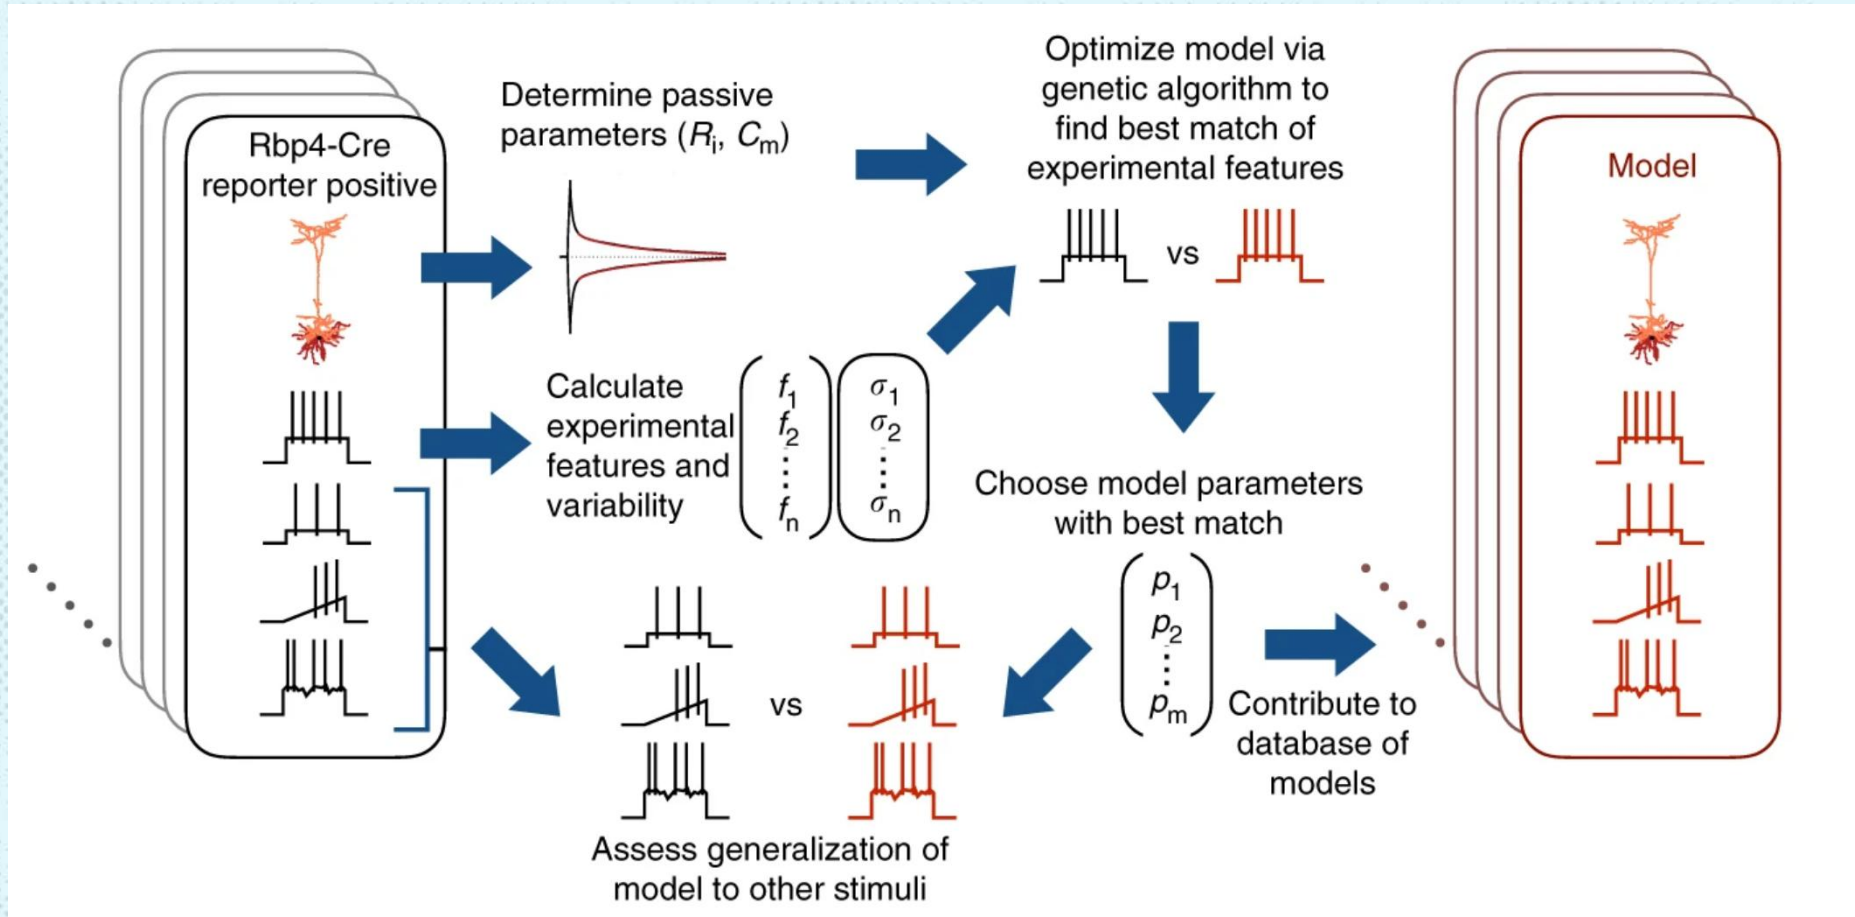 Rbp4-Cre
reporter positive
Determine passive
parameters (Ri, Cm)
Calculate
experimental
features and
variability
f1
f2
fn
σ1
σ2
σn
Optimize model via
genetic algorithm to
find best match of
experimental features
vs
Choose model parameters
with best match
p1
p2
pm
vs
Assess generalization of
model to other stimuli
Contribute to
database of
models
Model